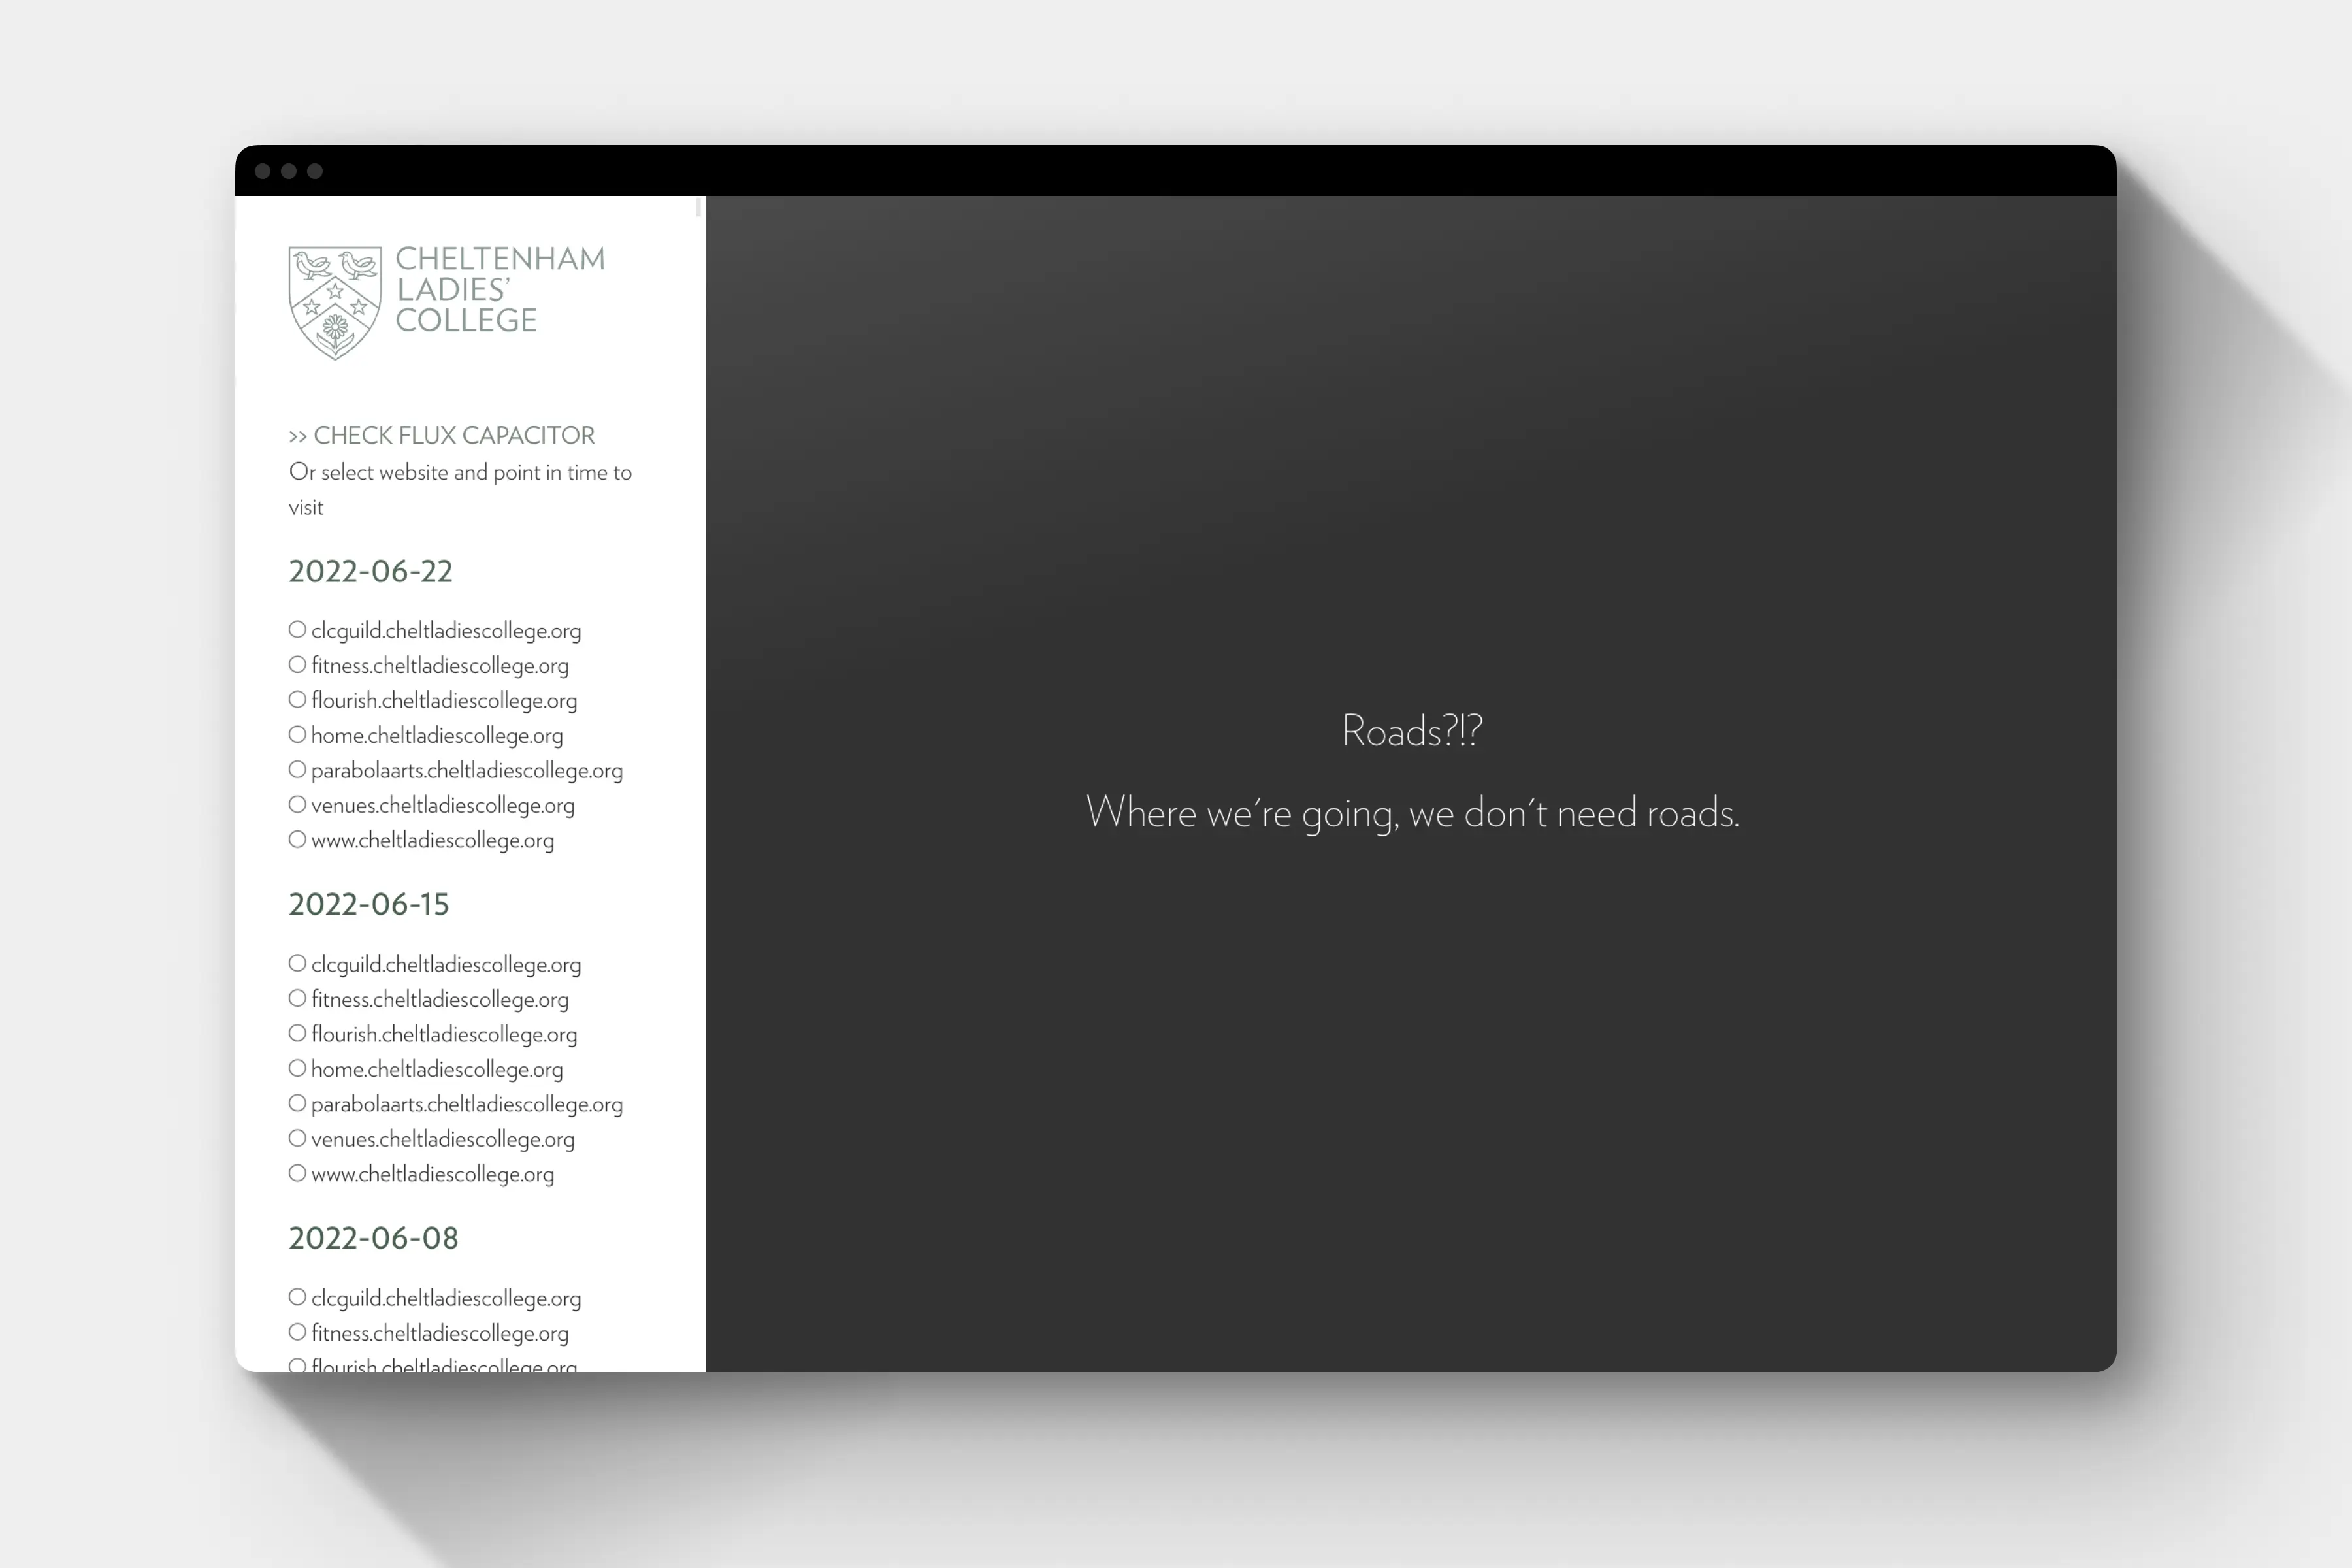 CHELTENHAM
LADIES'
COLLEGE
>> CHECK FLUX CAPACITOR
Or select website and point in time to
visit
2022-06-22
clcguild.cheltladiescollege.org
fitness.cheltladiescollege.org
flourish.cheltladiescollege.org
home.cheltladiescollege.org
parabolaarts.cheltladiescollege.org
venues.cheltladiescollege.org
www.cheltladiescollege.org
2022-06-15
clcguild.cheltladiescollege.org
fitness.cheltladiescollege.org
flourish.cheltladiescollege.org
home.cheltladiescollege.org
parabolaarts.cheltladiescollege.org
venues.cheltladiescollege.org
www.cheltladiescollege.org
2022-06-08
clcguild.cheltladiescollege.org
fitness.cheltladiescollege.org
flourish.cheltladiescollege.org
Roads?!?
Where we're going, we don't need roads.